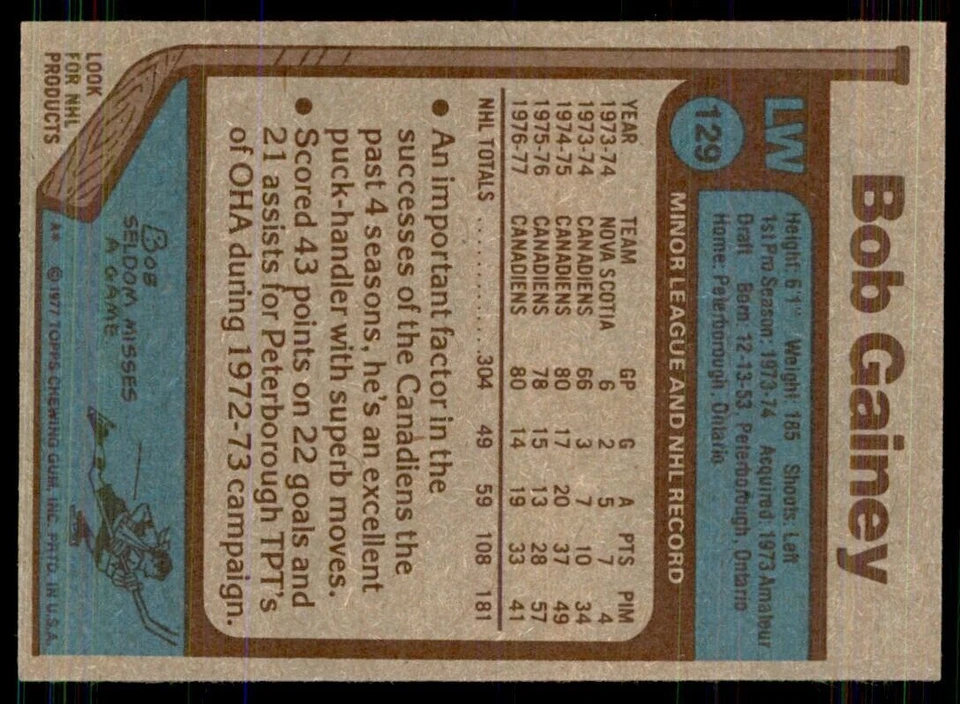 Bob Gainey
LW
129
Height: 6'1" Weight: 185 Shoots: Left
1st Pro Season: 1973-74 Acquired: 1973 Amateur
Draft Born: 12-13-53, Peterborough, Ontario
Home: Peterborough, Ontario
MINOR LEAGUE AND NHL RECORD
YEAR TEAM GP G A PTS PIM
1973-74 NOVA SCOTIA 6 2 5 7 4
1973-74 CANADIENS 66 3 7 10 34
1974-75 CANADIENS 80 17 20 37 49
1975-76 CANADIENS 78 15 13 28 57
1976-77 CANADIENS 80 14 19 33 41
NHL TOTALS ..............304 49 59 108 181
● An important factor in the
successes of the Canadiens the
past 4 seasons, he's an excellent
puck-handler with superb moves.
● Scored 43 points on 22 goals and
21 assists for Peterborough TPT's
of OHA during 1972-73 campaign.
LOOK
FOR NHL
PRODUCTS
BOB
SELDOM MISSES
A GAME
A* © 1977 TOPPS CHEWING GUM, INC. PRTD. IN U.S.A.